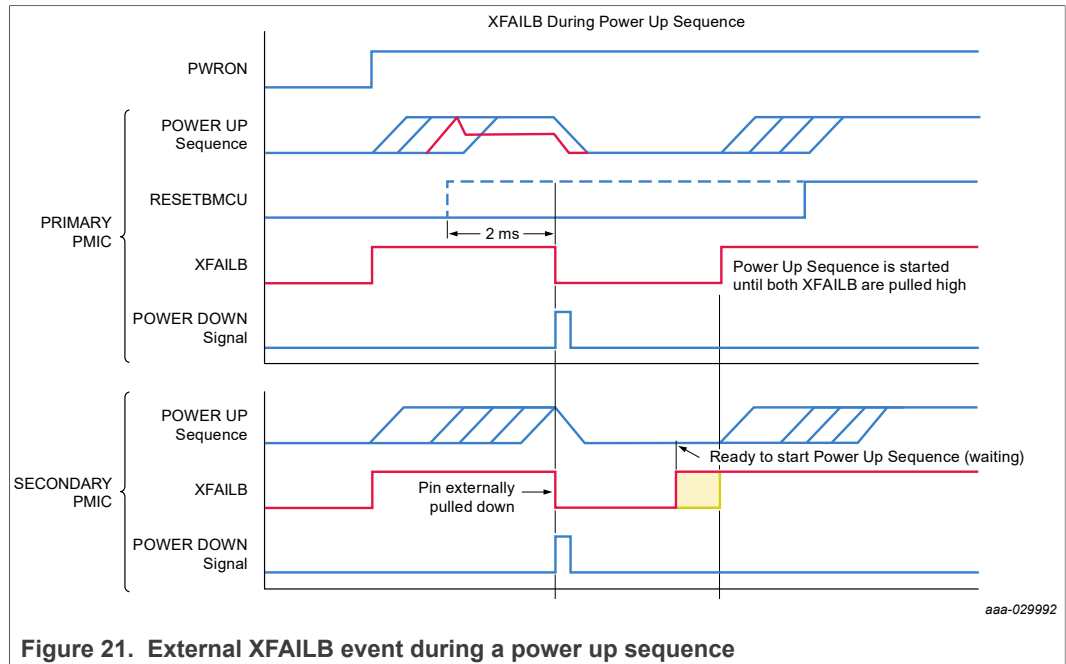 XFAILB During Power Up Sequence
PWRON
POWER UP
Sequence
RESETBMCU
PRIMARY
PMIC
2 ms
XFAILB
Power Up Sequence is started
until both XFAILB are pulled high
POWER DOWN
Signal
POWER UP
Sequence
Ready to start Power Up Sequence (waiting)
SECONDARY
PMIC
XFAILB
Pin externally
pulled down
POWER DOWN
Signal
aaa-029992
Figure 21. External XFAILB event during a power up sequence